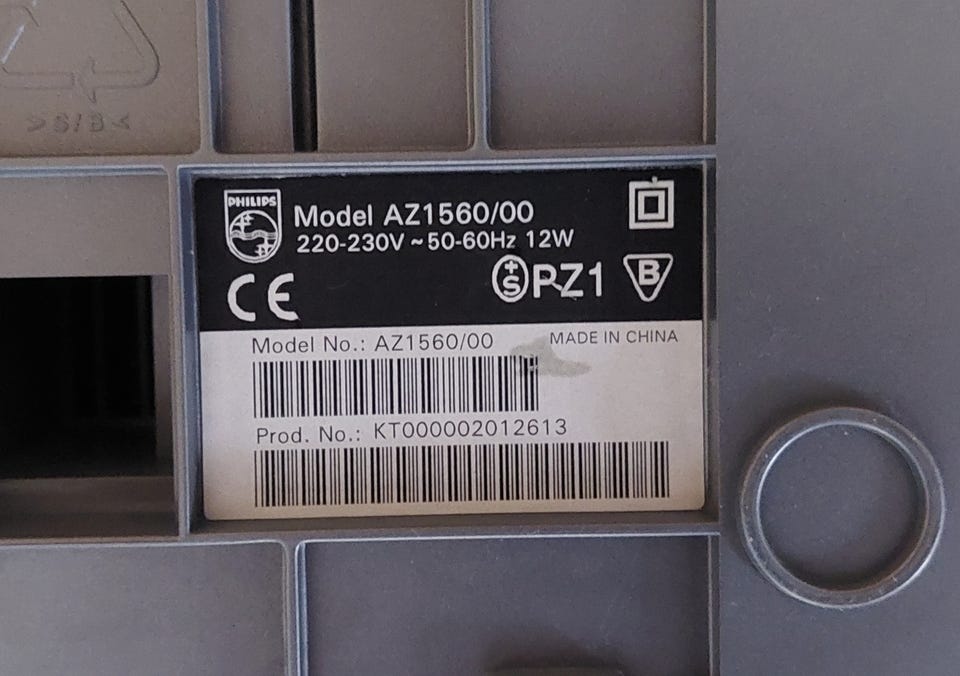 >S/B<
PHILIPS
Model AZ1560/00
220-230V ~ 50-60Hz 12W
CE
+S PZ1 B
Model No.: AZ1560/00 MADE IN CHINA
Prod. No.: KT000002012613